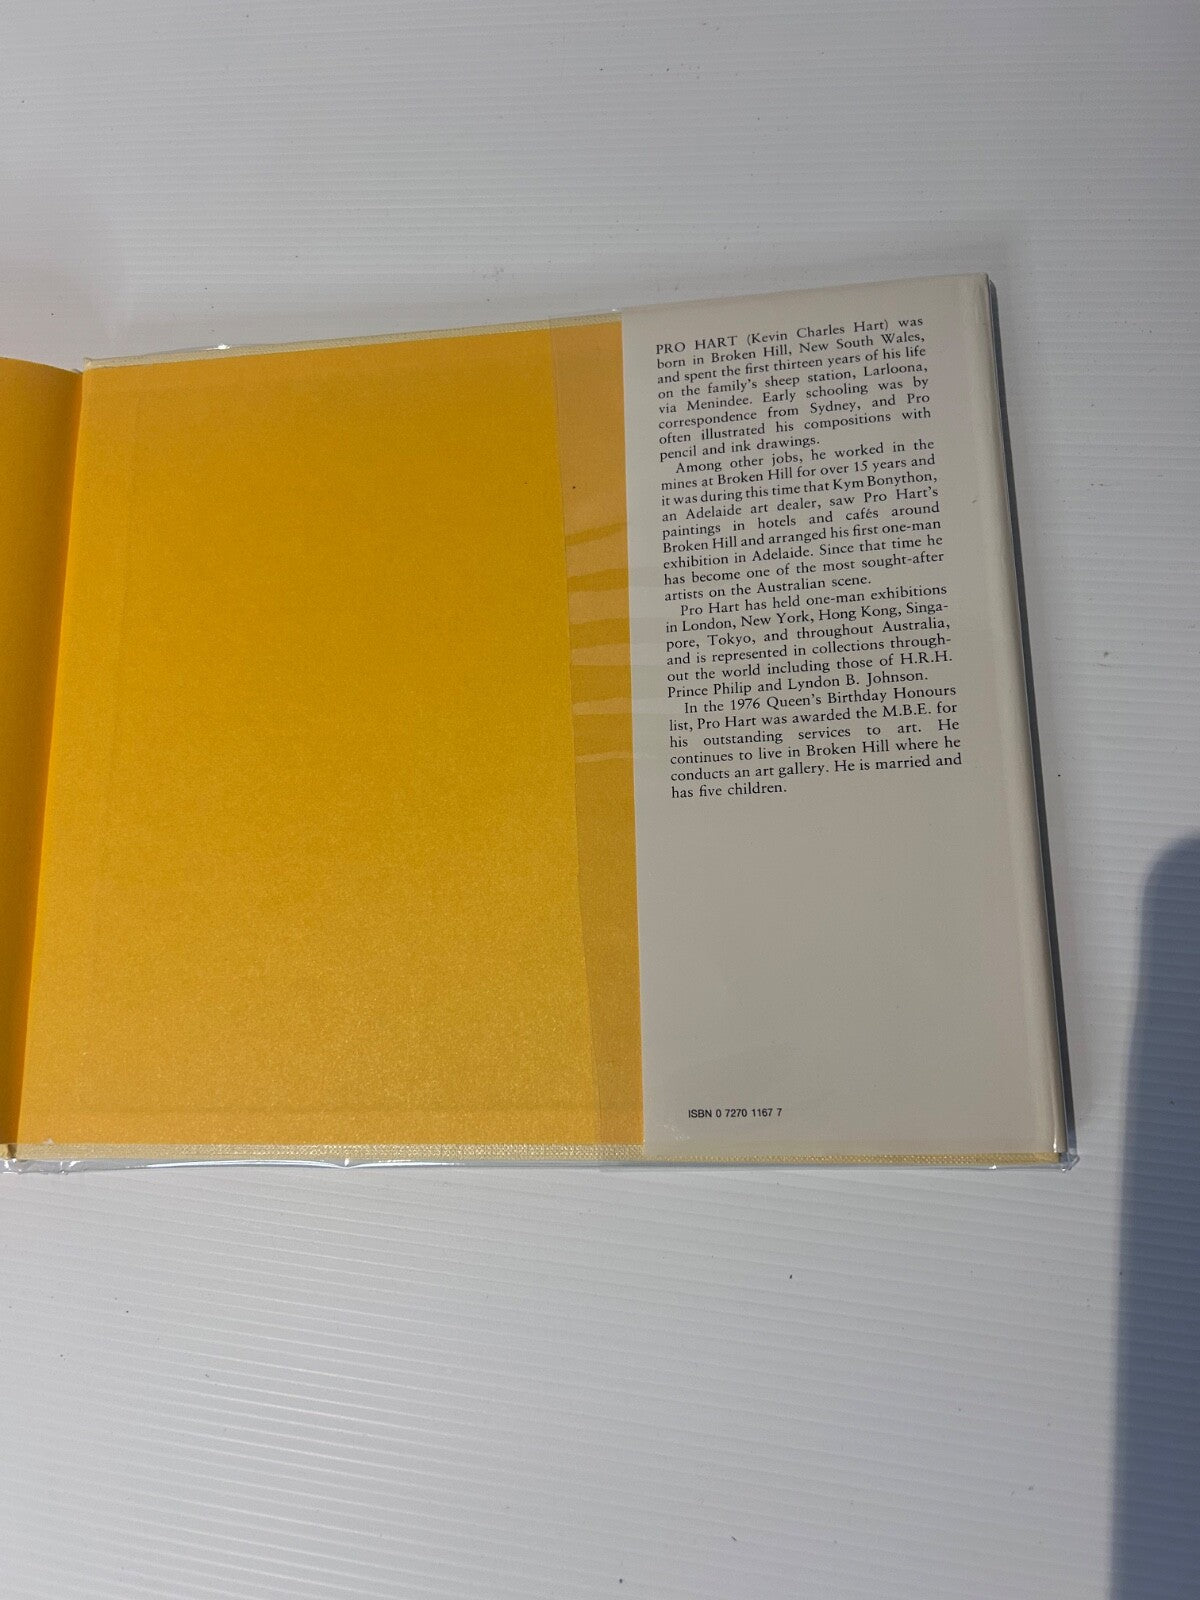 PRO HART (Kevin Charles Hart) was
born in Broken Hill, New South Wales,
and spent the first thirteen years of his life
on the family's sheep station, Larloona,
via Menindee. Early schooling was by
correspondence from Sydney, and Pro
often illustrated his compositions with
pencil and ink drawings.
Among other jobs, he worked in the
mines at Broken Hill for over 15 years and
it was during this time that Kym Bonython,
an Adelaide art dealer, saw Pro Hart's
paintings in hotels and cafés around
Broken Hill and arranged his first one-man
exhibition in Adelaide. Since that time he
has become one of the most sought-after
artists on the Australian scene.
Pro Hart has held one-man exhibitions
in London, New York, Hong Kong, Singa-
pore, Tokyo, and throughout Australia,
and is represented in collections through-
out the world including those of H.R.H.
Prince Philip and Lyndon B. Johnson.
In the 1976 Queen's Birthday Honours
list, Pro Hart was awarded the M.B.E. for
his outstanding services to art. He
continues to live in Broken Hill where he
conducts an art gallery. He is married and
has five children.
ISBN 0 7270 1167 7